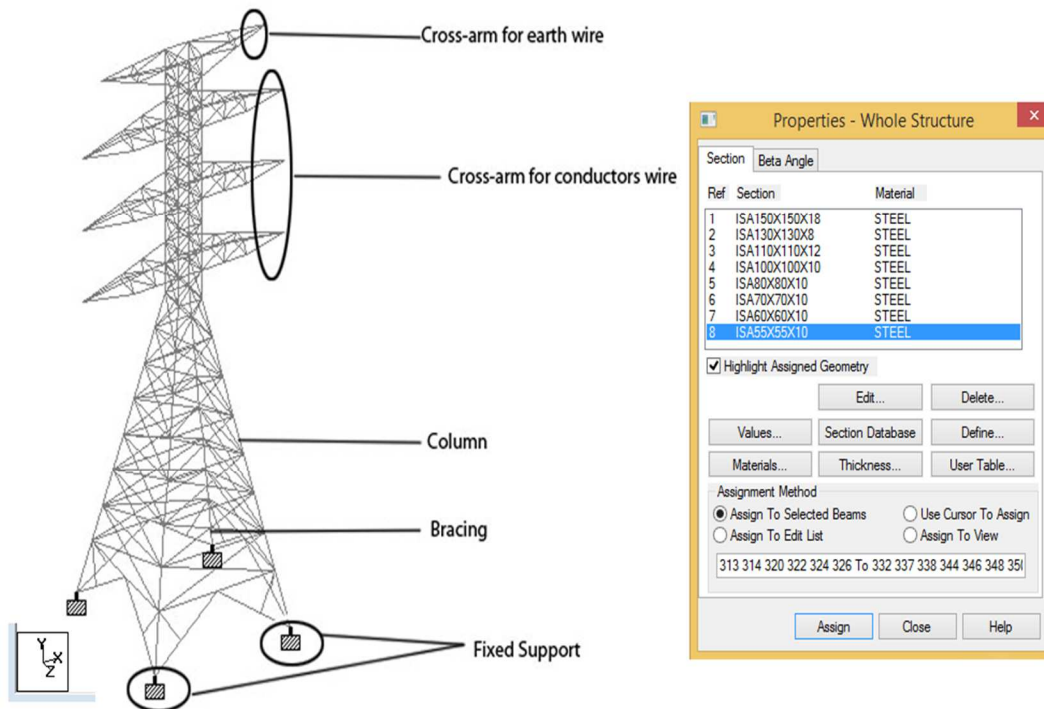 Cross-arm for earth wire
Cross-arm for conductors wire
Column
Bracing
Fixed Support
Y
X
Z
Properties - Whole Structure
x
Section Beta Angle
Ref Section Material
1 ISA150X150X18 STEEL
2 ISA130X130X8 STEEL
3 ISA110X110X12 STEEL
4 ISA100X100X10 STEEL
5 ISA80X80X10 STEEL
6 ISA70X70X10 STEEL
7 ISA60X60X10 STEEL
8 ISA55X55X10 STEEL
Highlight Assigned Geometry
Edit... Delete...
Values... Section Database Define...
Materials... Thickness... User Table...
Assignment Method
Assign To Selected Beams Use Cursor To Assign
Assign To Edit List Assign To View
313 314 320 322 324 326 To 332 337 338 344 346 348
Assign Close Help